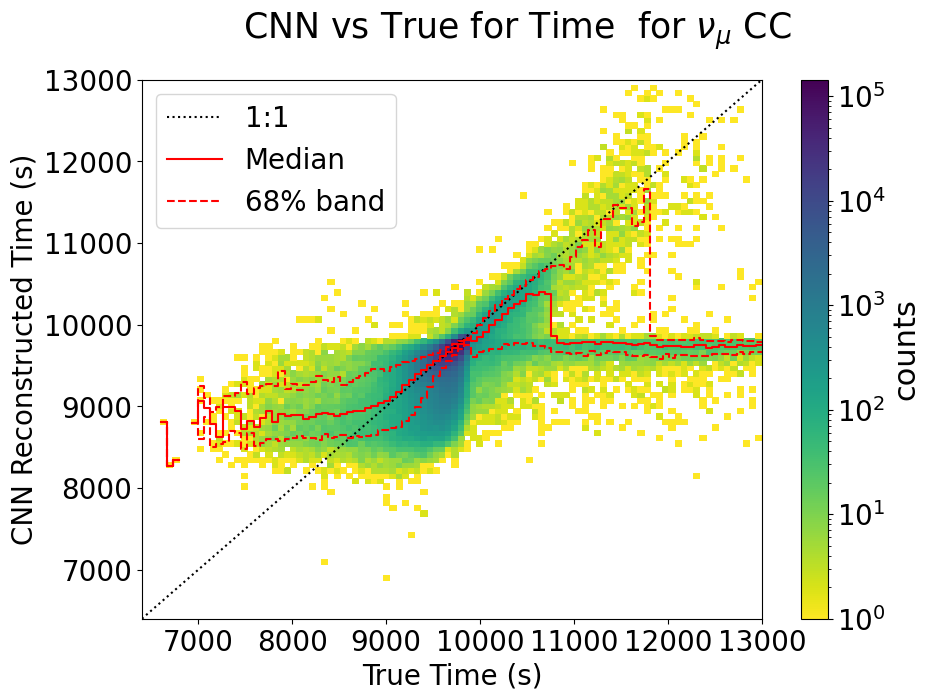 CNN vs True for Time for νμ CC
1:1
Median
68% band
CNN Reconstructed Time (s)
13000
12000
11000
10000
9000
8000
7000
7000 8000 9000 10000 11000 12000 13000
True Time (s)
10⁵
10⁴
10³
10²
10¹
10⁰
counts